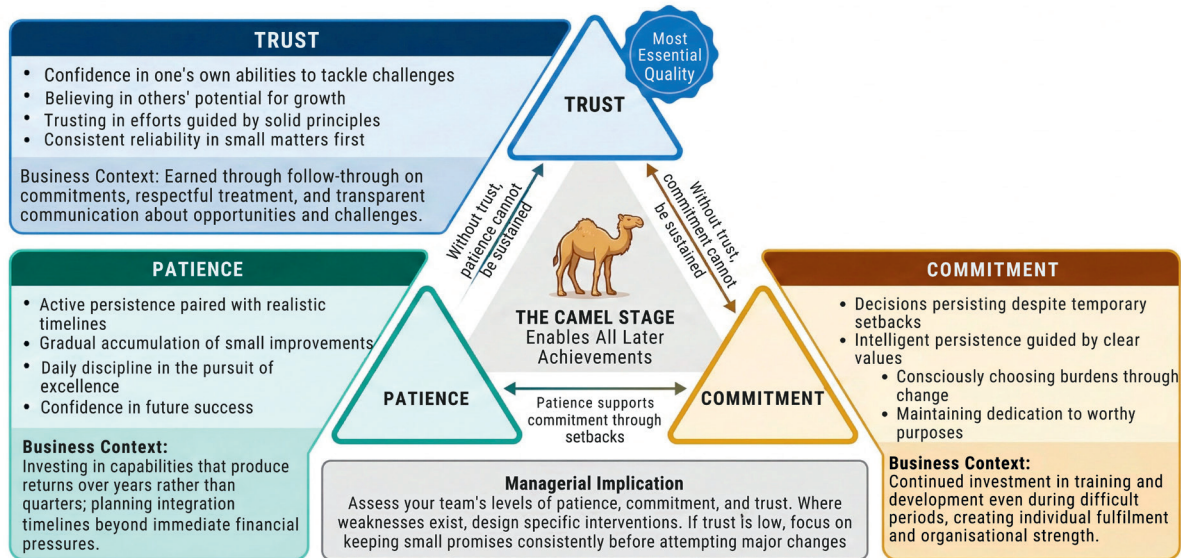 TRUST
• Confidence in one's own abilities to tackle challenges
• Believing in others' potential for growth
• Trusting in efforts guided by solid principles
• Consistent reliability in small matters first
Business Context: Earned through follow-through on
commitments, respectful treatment, and transparent
communication about opportunities and challenges.
Most
Essential
Quality
TRUST
Without trust,
patience cannot
be sustained
Without trust,
commitment cannot
be sustained
THE CAMEL STAGE
Enables All Later
Achievements
PATIENCE
• Active persistence paired with realistic
timelines
• Gradual accumulation of small improvements
• Daily discipline in the pursuit of
excellence
• Confidence in future success
Business Context:
Investing in capabilities that produce
returns over years rather than
quarters; planning integration
timelines beyond immediate financial
pressures.
PATIENCE
Patience supports
commitment through
setbacks
COMMITMENT
COMMITMENT
• Decisions persisting despite temporary
setbacks
• Intelligent persistence guided by clear
values
• Consciously choosing burdens through
change
• Maintaining dedication to worthy
purposes
Business Context:
Continued investment in training and
development even during difficult
periods, creating individual fulfilment
and organisational strength.
Managerial Implication
Assess your team's levels of patience, commitment, and trust. Where
weaknesses exist, design specific interventions. If trust is low, focus on
keeping small promises consistently before attempting major changes